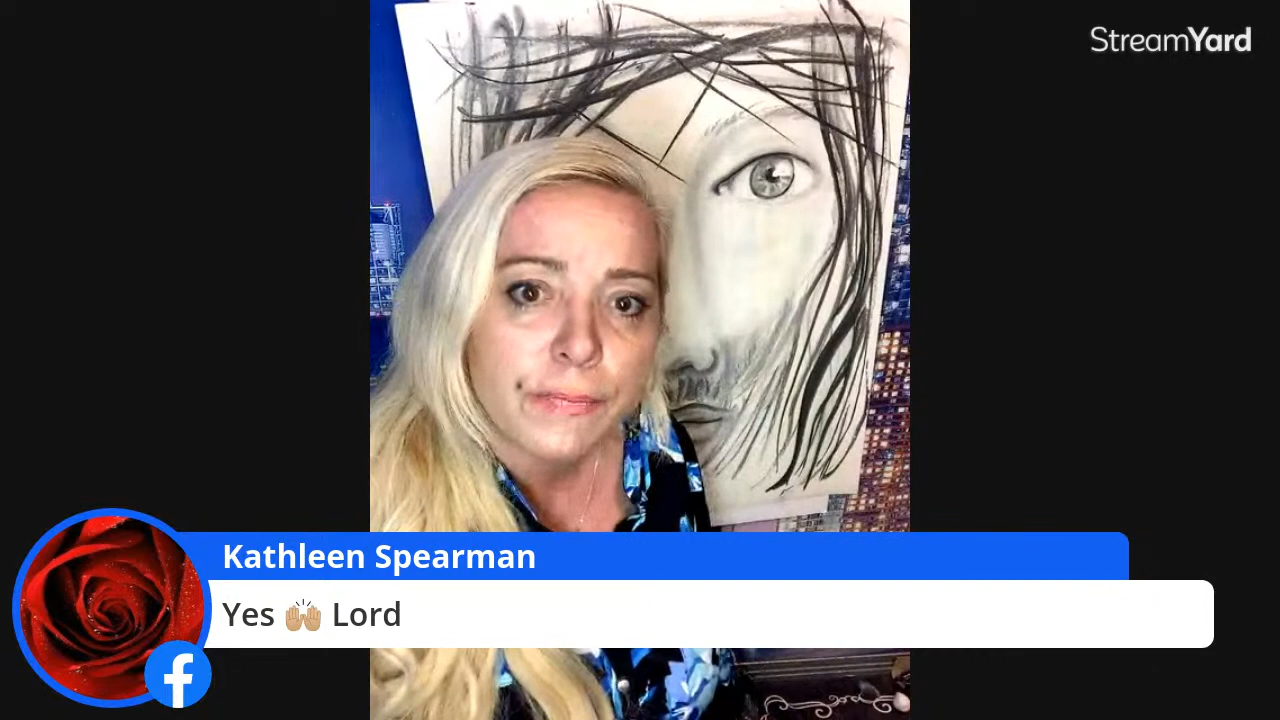 StreamYard
Kathleen Spearman
Yes 🙌🏼 Lord